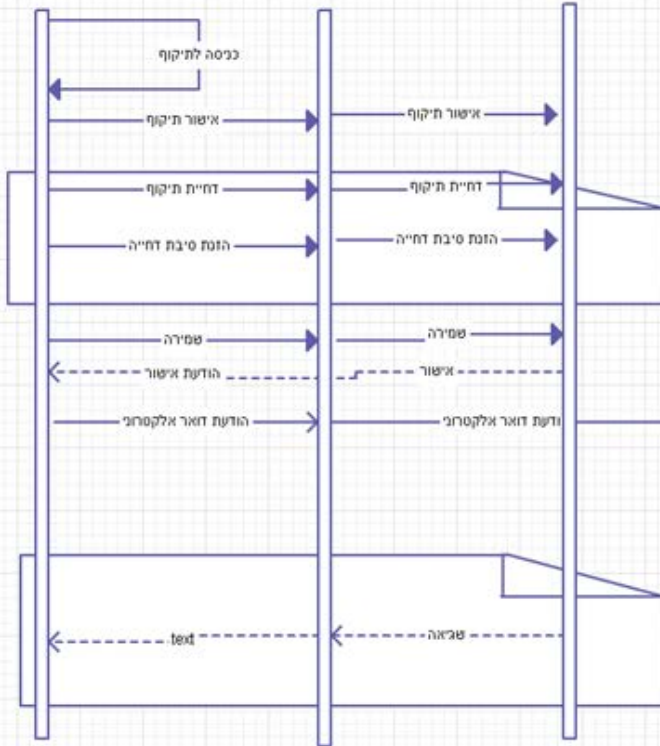 כניסה לתיקוף
אישור תיקוף
אישור תיקוף
דחיית תיקוף
דחיית תיקוף
הזנת סיבת דחייה
הזנת סיבת דחייה
שמירה
שמירה
אישור
הודעת אישור
הודעת דואר אלקטרוני
ודעת דואר אלקטרוני
שגיאה
text